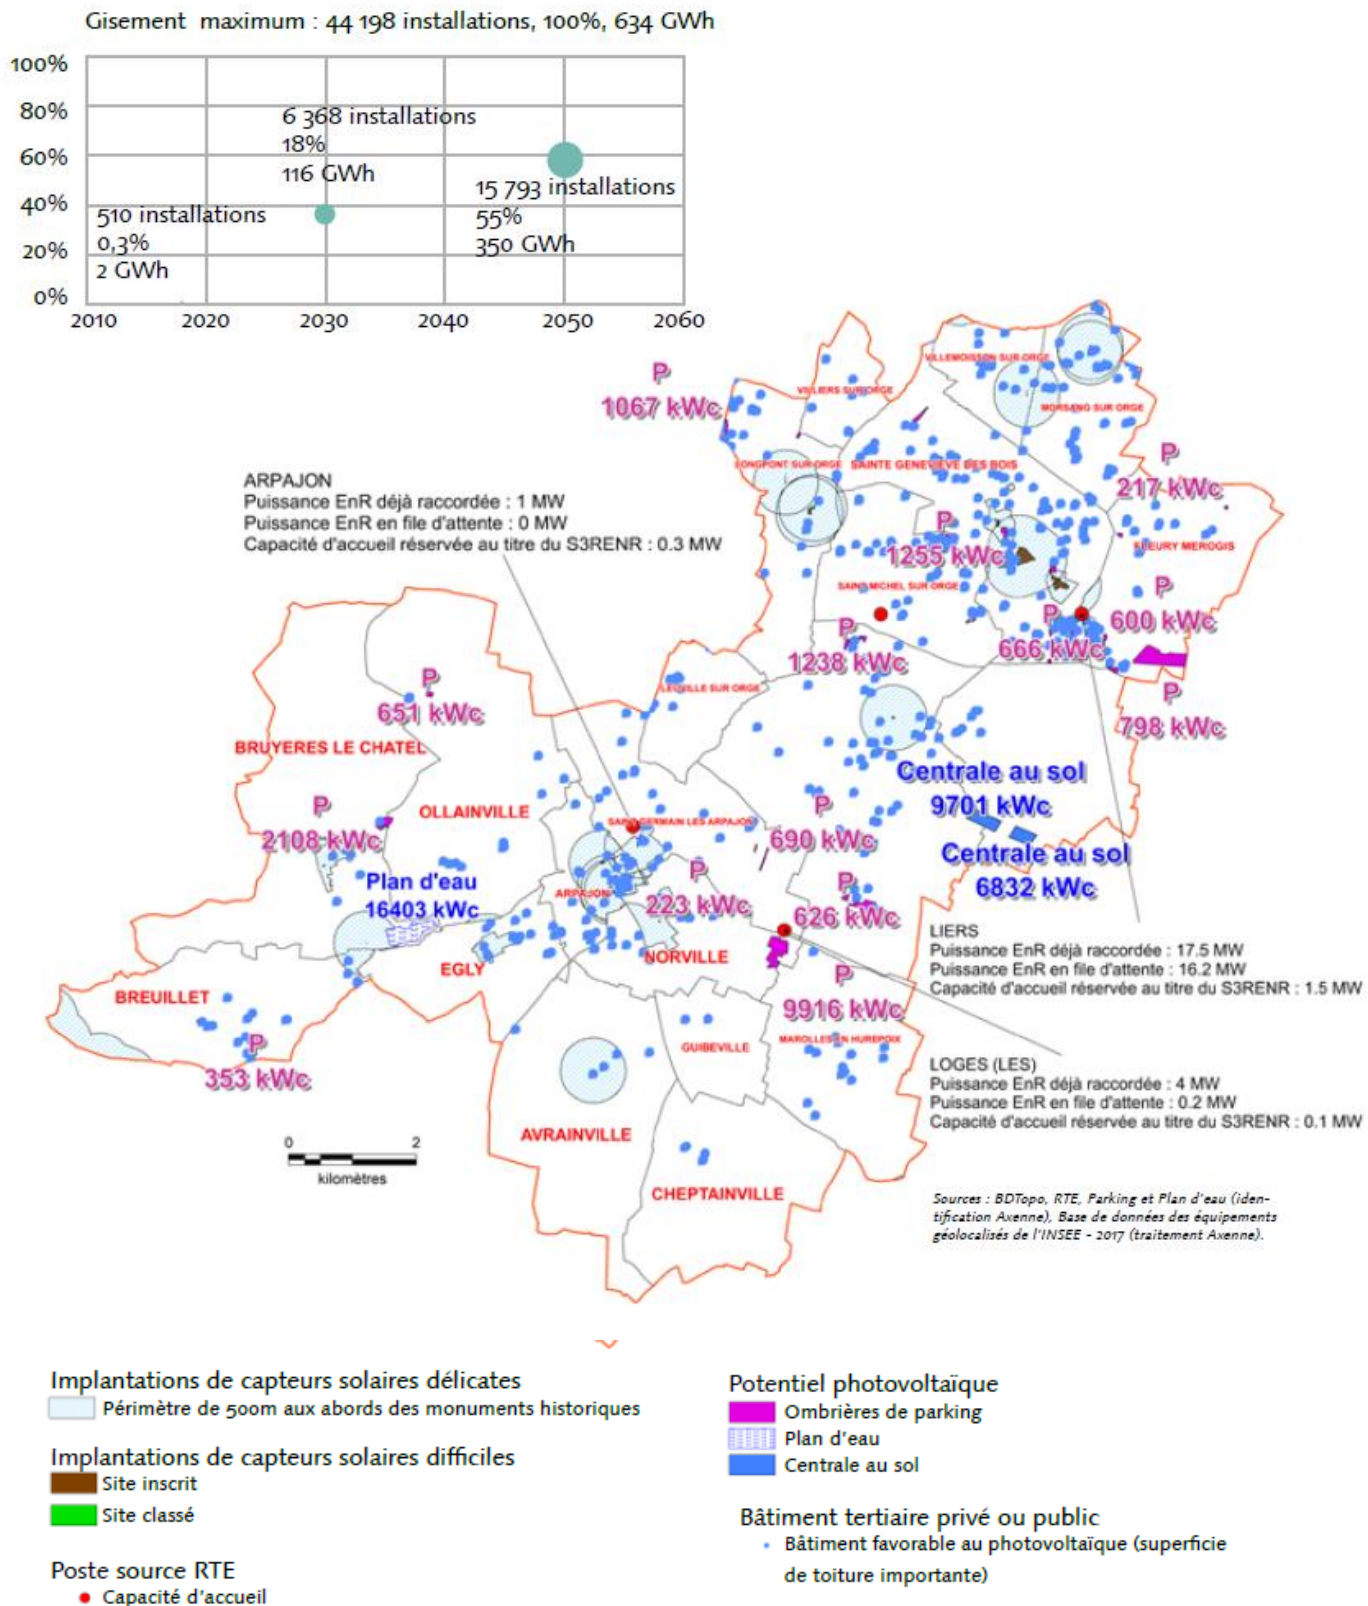 Gisement maximum : 44 198 installations, 100%, 634 GWh
100%
80%
60%
40%
20%
0%
6 368 installations
18%
116 GWh
15 793 installations
55%
350 GWh
510 installations
0,3%
2 GWh
2010
2020
2030
2040
2050
2060
VILLEMOISSON SUR ORGE
P
1067 kWc
VILLIERS SUR ORGE
MORSANG SUR ORGE
LONGPONT SUR ORGE
SAINTE GENEVIEVE DES BOIS
P
217 kWc
ARPAJON
Puissance EnR déjà raccordée : 1 MW
Puissance EnR en file d'attente : 0 MW
Capacité d'accueil réservée au titre du S3RENR : 0.3 MW
P
1255 kWc
FLEURY MEROGIS
SAINT MICHEL SUR ORGE
P
600 kWc
P
666 kWc
P
1238 kWc
P
798 kWc
LEUVILLE SUR ORGE
P
651 kWc
BRUYERES LE CHATEL
Centrale au sol
9701 kWc
P
2108 kWc
OLLAINVILLE
SAINT GERMAIN LES ARPAJON
P
690 kWc
Centrale au sol
6832 kWc
Plan d'eau
16403 kWc
ARPAJON
P
223 kWc
P
626 kWc
LIERS
Puissance EnR déjà raccordée : 17.5 MW
Puissance EnR en file d'attente : 16.2 MW
Capacité d'accueil réservée au titre du S3RENR : 1.5 MW
EGLY
NORVILLE
BREUILLET
P
9916 kWc
P
353 kWc
GUIBEVILLE
MAROLLES EN HUREPOIX
LOGES (LES)
Puissance EnR déjà raccordée : 4 MW
Puissance EnR en file d'attente : 0.2 MW
Capacité d'accueil réservée au titre du S3RENR : 0.1 MW
AVRAINVILLE
0 2
kilomètres
CHEPTAINVILLE
Sources : BDTopo, RTE, Parking et Plan d'eau (iden-
tification Axenne), Base de données des équipements
géolocalisés de l'INSEE - 2017 (traitement Axenne).
Implantations de capteurs solaires délicates
Périmètre de 500m aux abords des monuments historiques
Implantations de capteurs solaires difficiles
Site inscrit
Site classé
Poste source RTE
Capacité d'accueil
Potentiel photovoltaïque
Ombrières de parking
Plan d'eau
Centrale au sol
Bâtiment tertiaire privé ou public
Bâtiment favorable au photovoltaïque (superficie
de toiture importante)